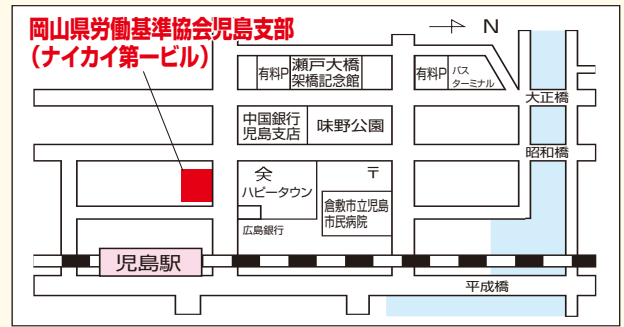 岡山県労働基準協会児島支部
(ナイカイ第一ビル)
N
有料P
瀬戸大橋
架橋記念館
有料P
バス
ターミナル
大正橋
中国銀行
児島支店
味野公園
昭和橋
〒
ハピータウン
倉敷市立児島
市民病院
広島銀行
児島駅
平成橋